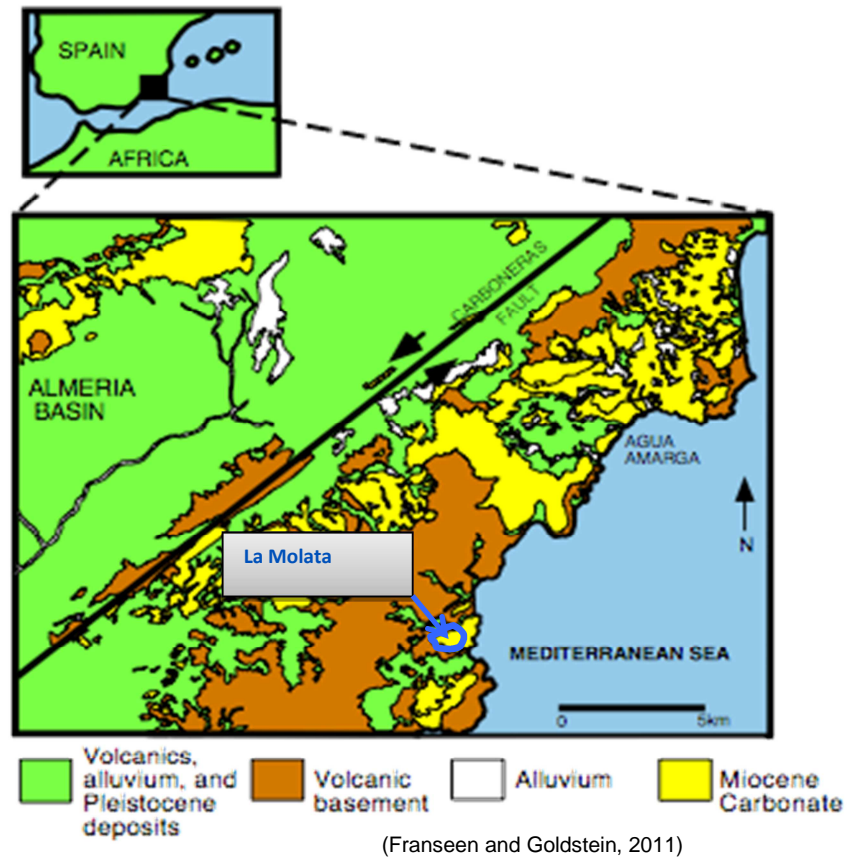 SPAIN
AFRICA
CARBONERAS
FAULT
ALMERIA
BASIN
AGUA
AMARGA
N
La Molata
MEDITERRANEAN SEA
0 5km
Volcanics,
alluvium, and
Pleistocene
deposits
Volcanic
basement
Alluvium
Miocene
Carbonate
(Franseen and Goldstein, 2011)